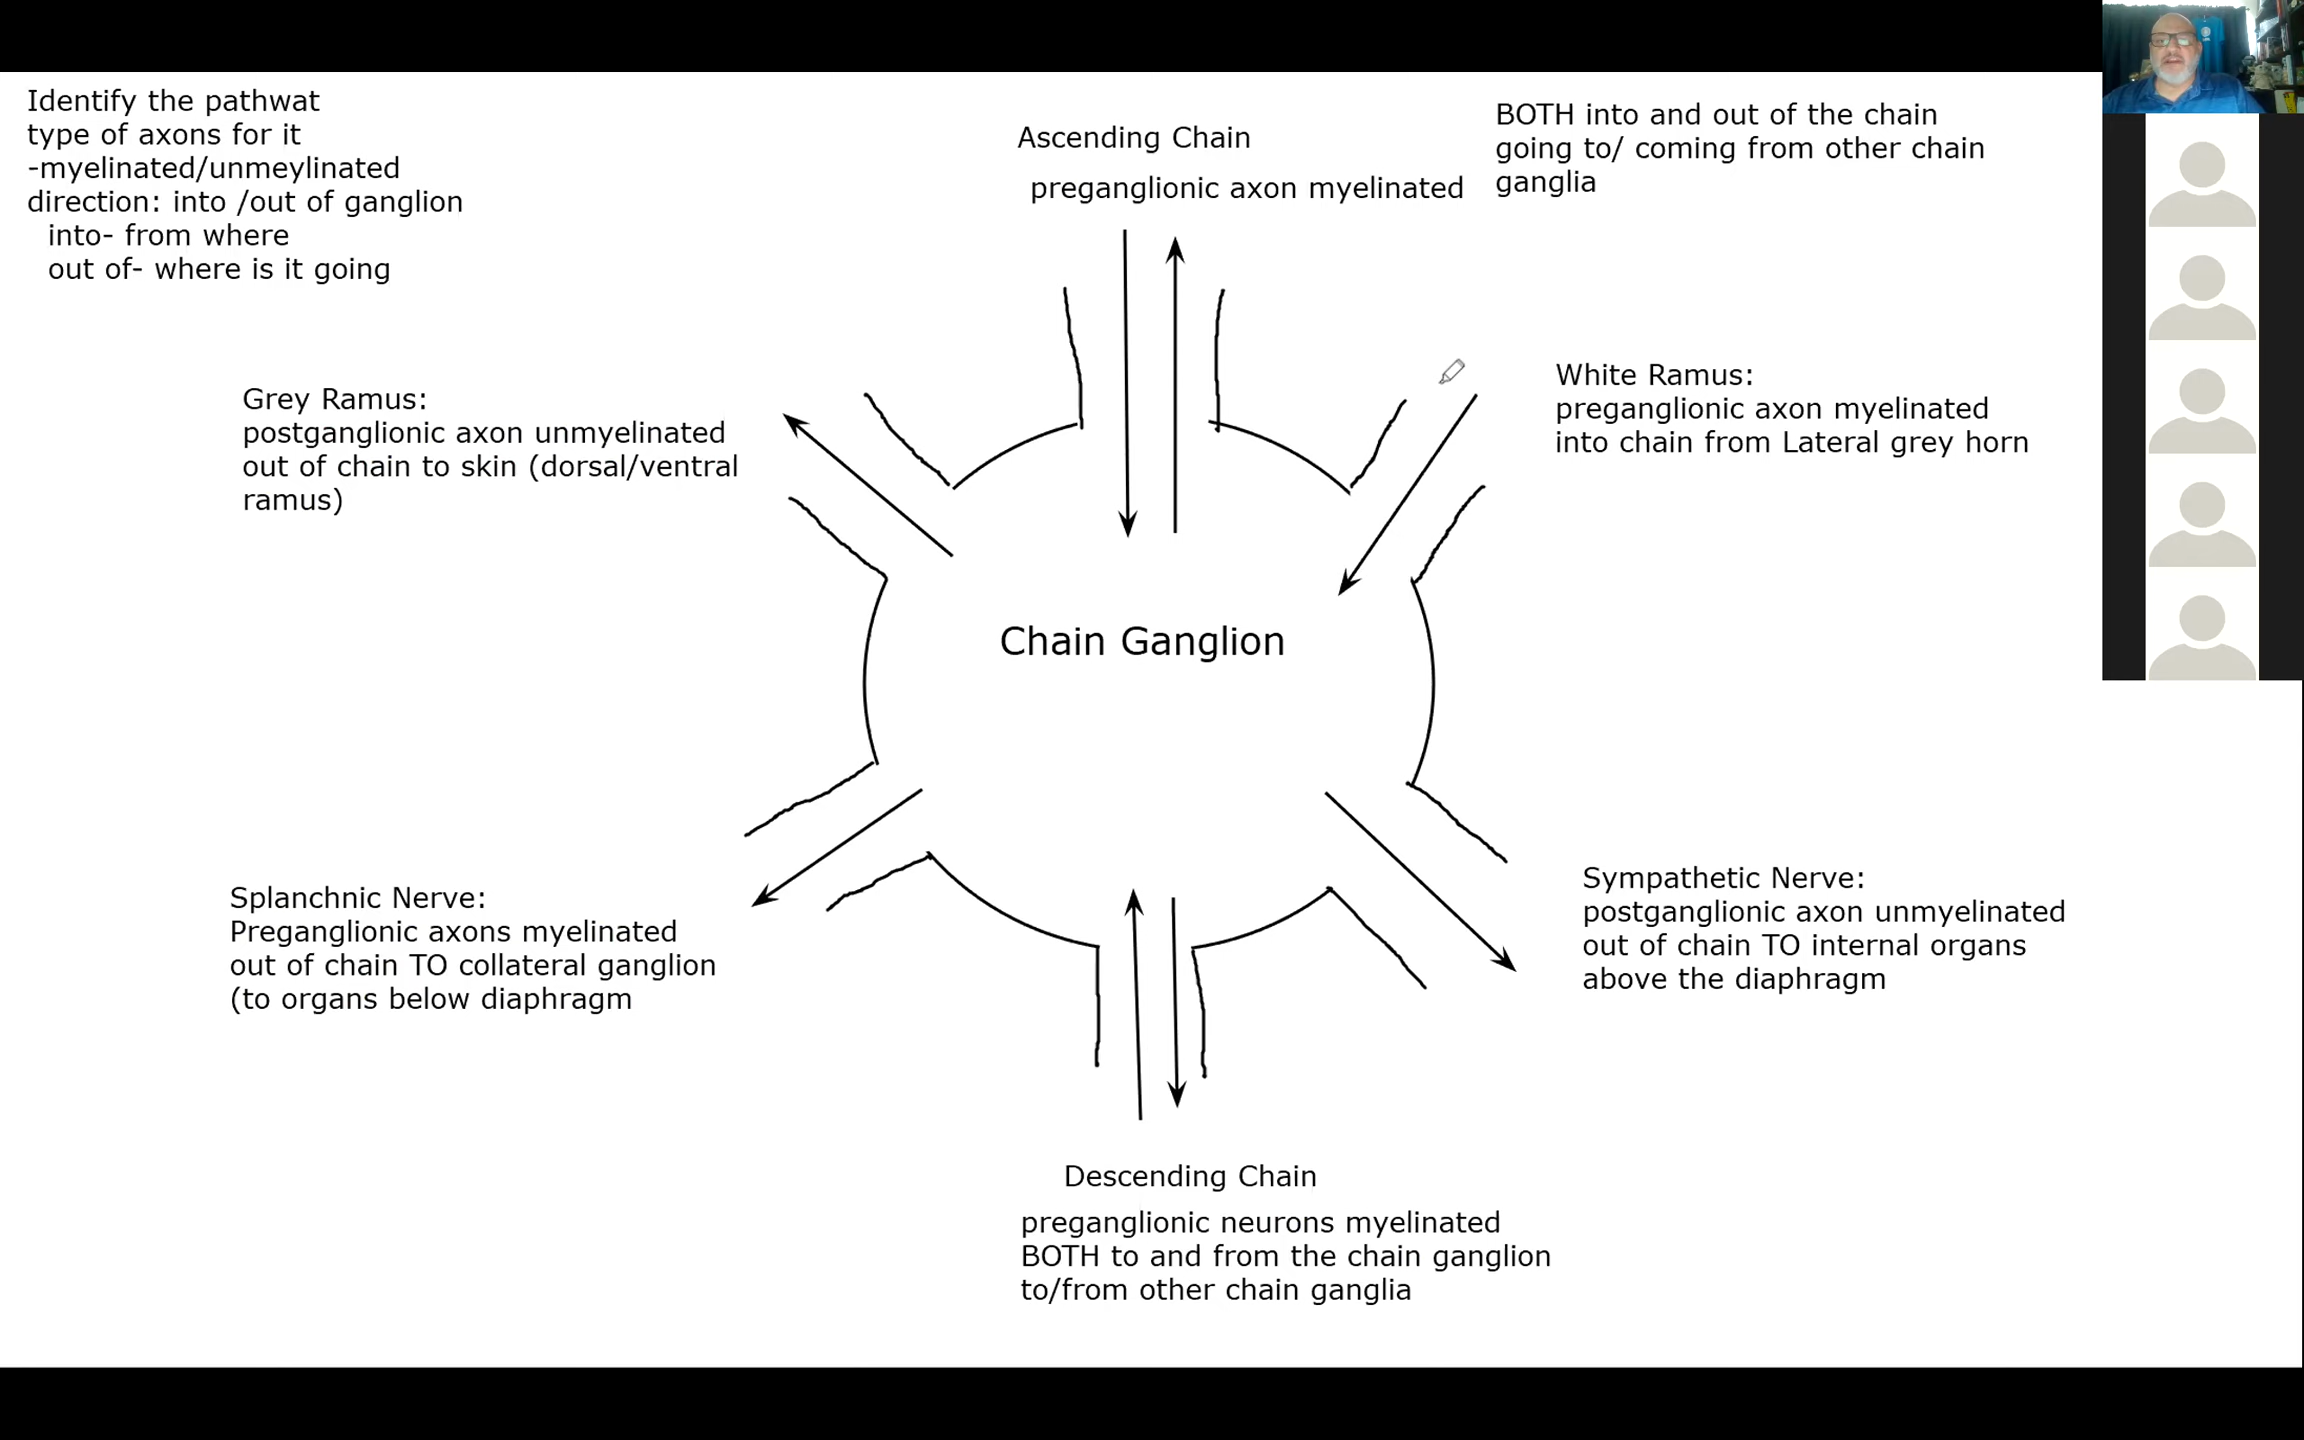 Identify the pathwat
type of axons for it
-myelinated/unmeylinated
direction: into /out of ganglion
into- from where
out of- where is it going
Ascending Chain
preganglionic axon myelinated
BOTH into and out of the chain
going to/ coming from other chain
ganglia
Grey Ramus:
postganglionic axon unmyelinated
out of chain to skin (dorsal/ventral
ramus)
White Ramus:
preganglionic axon myelinated
into chain from Lateral grey horn
Chain Ganglion
Splanchnic Nerve:
Preganglionic axons myelinated
out of chain TO collateral ganglion
(to organs below diaphragm
Sympathetic Nerve:
postganglionic axon unmyelinated
out of chain TO internal organs
above the diaphragm
Descending Chain
preganglionic neurons myelinated
BOTH to and from the chain ganglion
to/from other chain ganglia